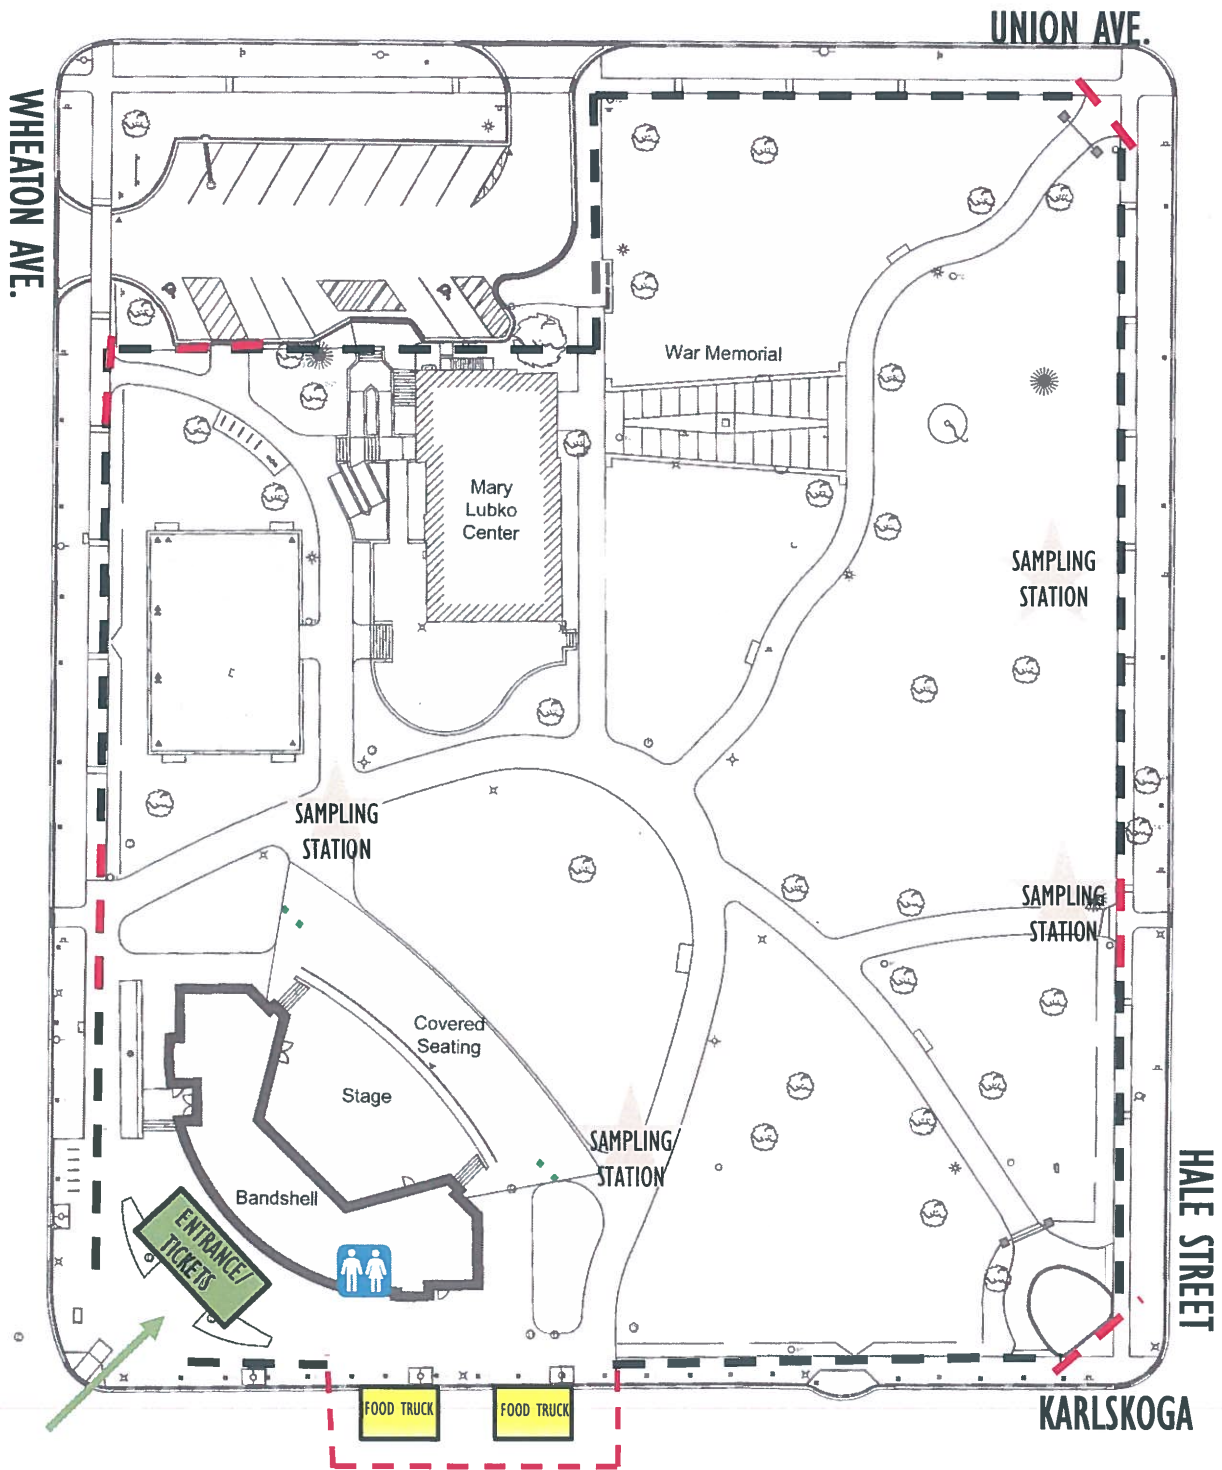 UNION AVE.
WHEATON AVE.
War Memorial
Mary
Lubko
Center
SAMPLING
STATION
SAMPLING
STATION
SAMPLING
STATION
Covered
Seating
Stage
SAMPLING
STATION
Bandshell
ENTRANCE/
TICKETS
HALE STREET
FOOD TRUCK
FOOD TRUCK
KARLSKOGA